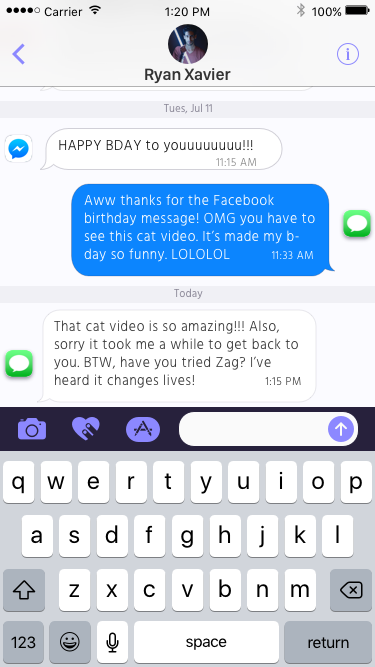 Carrier 1:20 PM 100%
Ryan Xavier
Tues, Jul 11
HAPPY BDAY to youuuuuuuu!!!
11:15 AM
Aww thanks for the Facebook
birthday message! OMG you have to
see this cat video. It's made my b-
day so funny. LOLOLOL 11:33 AM
Today
That cat video is so amazing!!! Also,
sorry it took me a while to get back to
you. BTW, have you tried Zag? I've
heard it changes lives! 1:15 PM
q w e r t y u i o p
a s d f g h j k l
z x c v b n m
123 space return